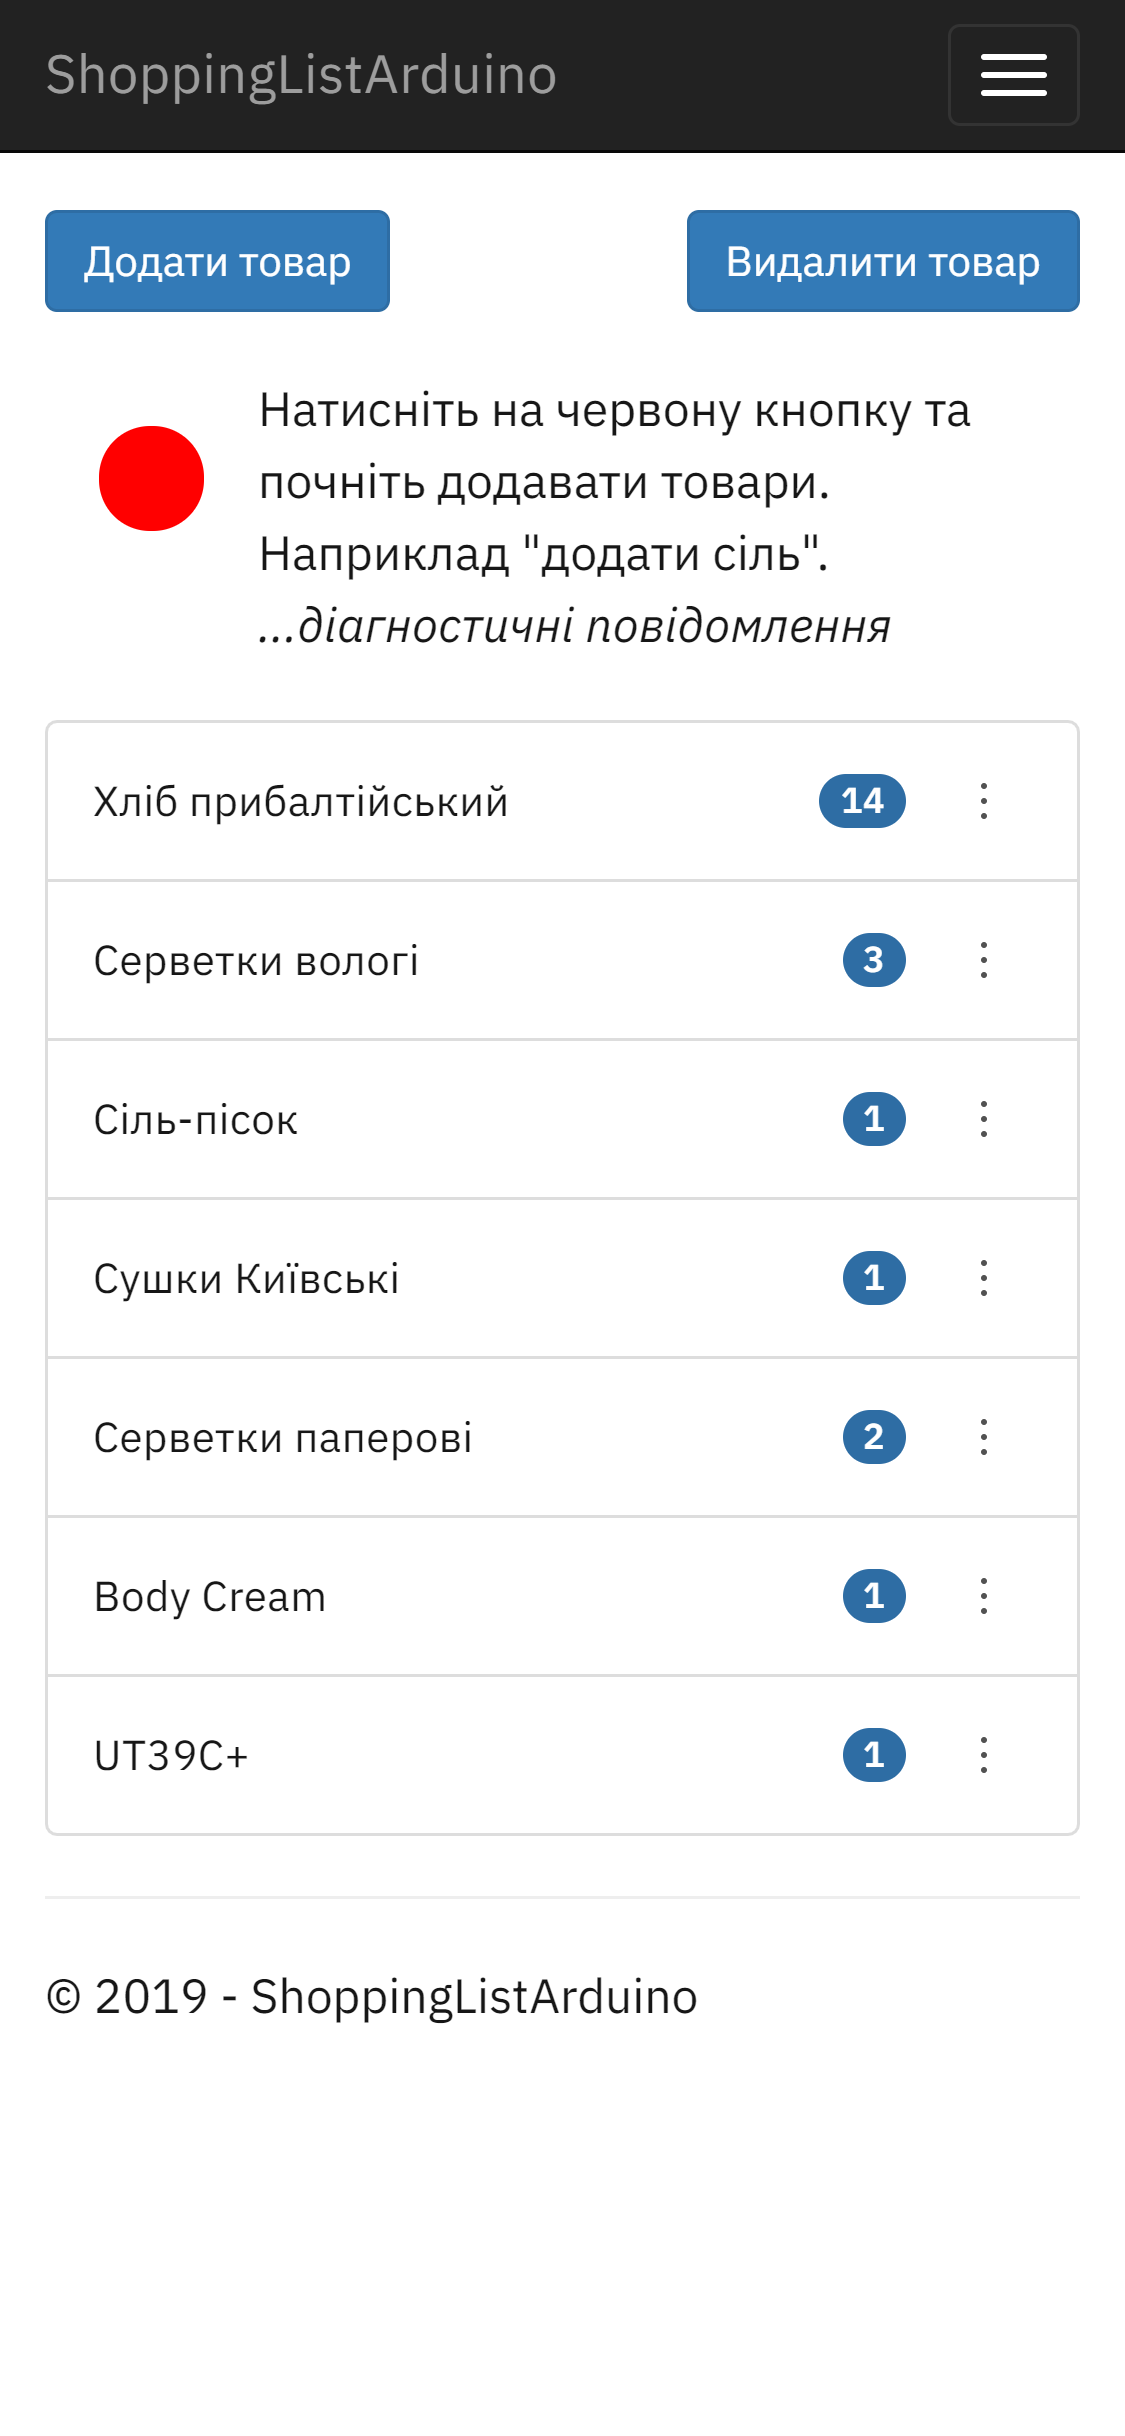 ShoppingListArduino
Додати товар
Видалити товар
Натисніть на червону кнопку та
почніть додавати товари.
Наприклад "додати сіль".
...діагностичні повідомлення
Хліб прибалтійський 14
Серветки вологі 3
Сіль-пісок 1
Сушки Київські 1
Серветки паперові 2
Body Cream 1
UT39C+ 1
© 2019 - ShoppingListArduino